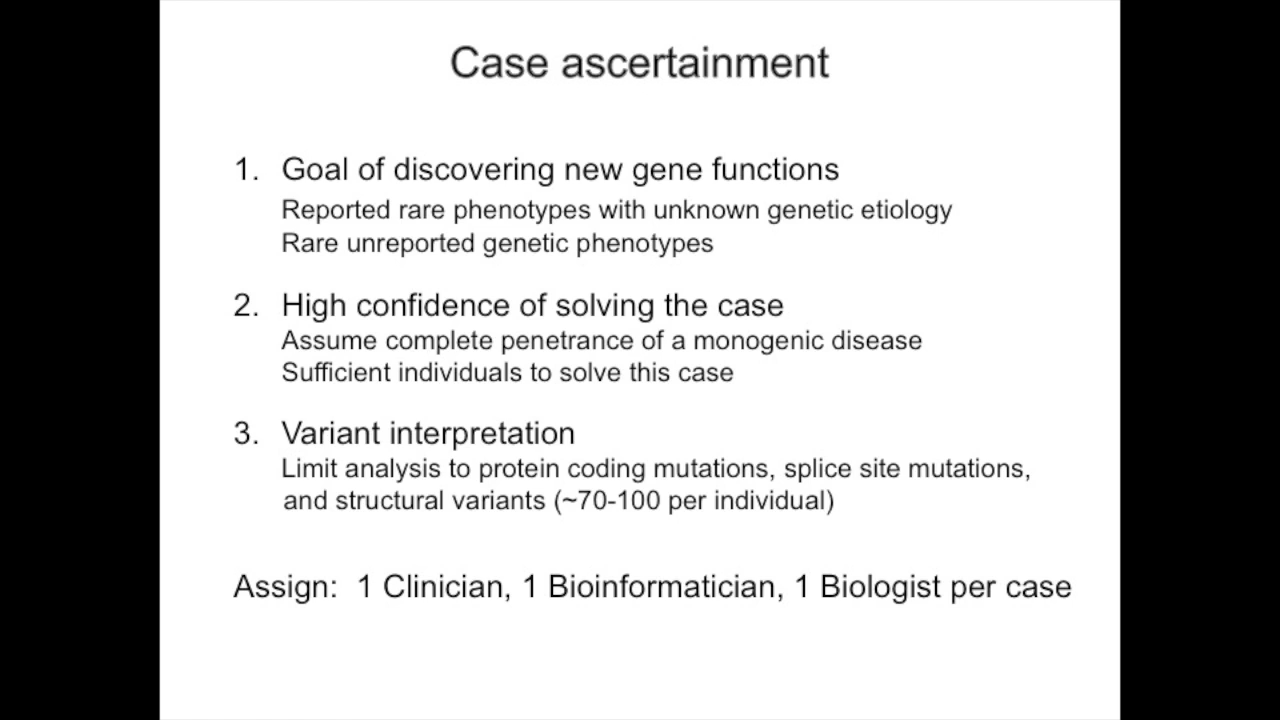 Case ascertainment
1. Goal of discovering new gene functions
Reported rare phenotypes with unknown genetic etiology
Rare unreported genetic phenotypes
2. High confidence of solving the case
Assume complete penetrance of a monogenic disease
Sufficient individuals to solve this case
3. Variant interpretation
Limit analysis to protein coding mutations, splice site mutations,
and structural variants (~70-100 per individual)
Assign: 1 Clinician, 1 Bioinformatician, 1 Biologist per case